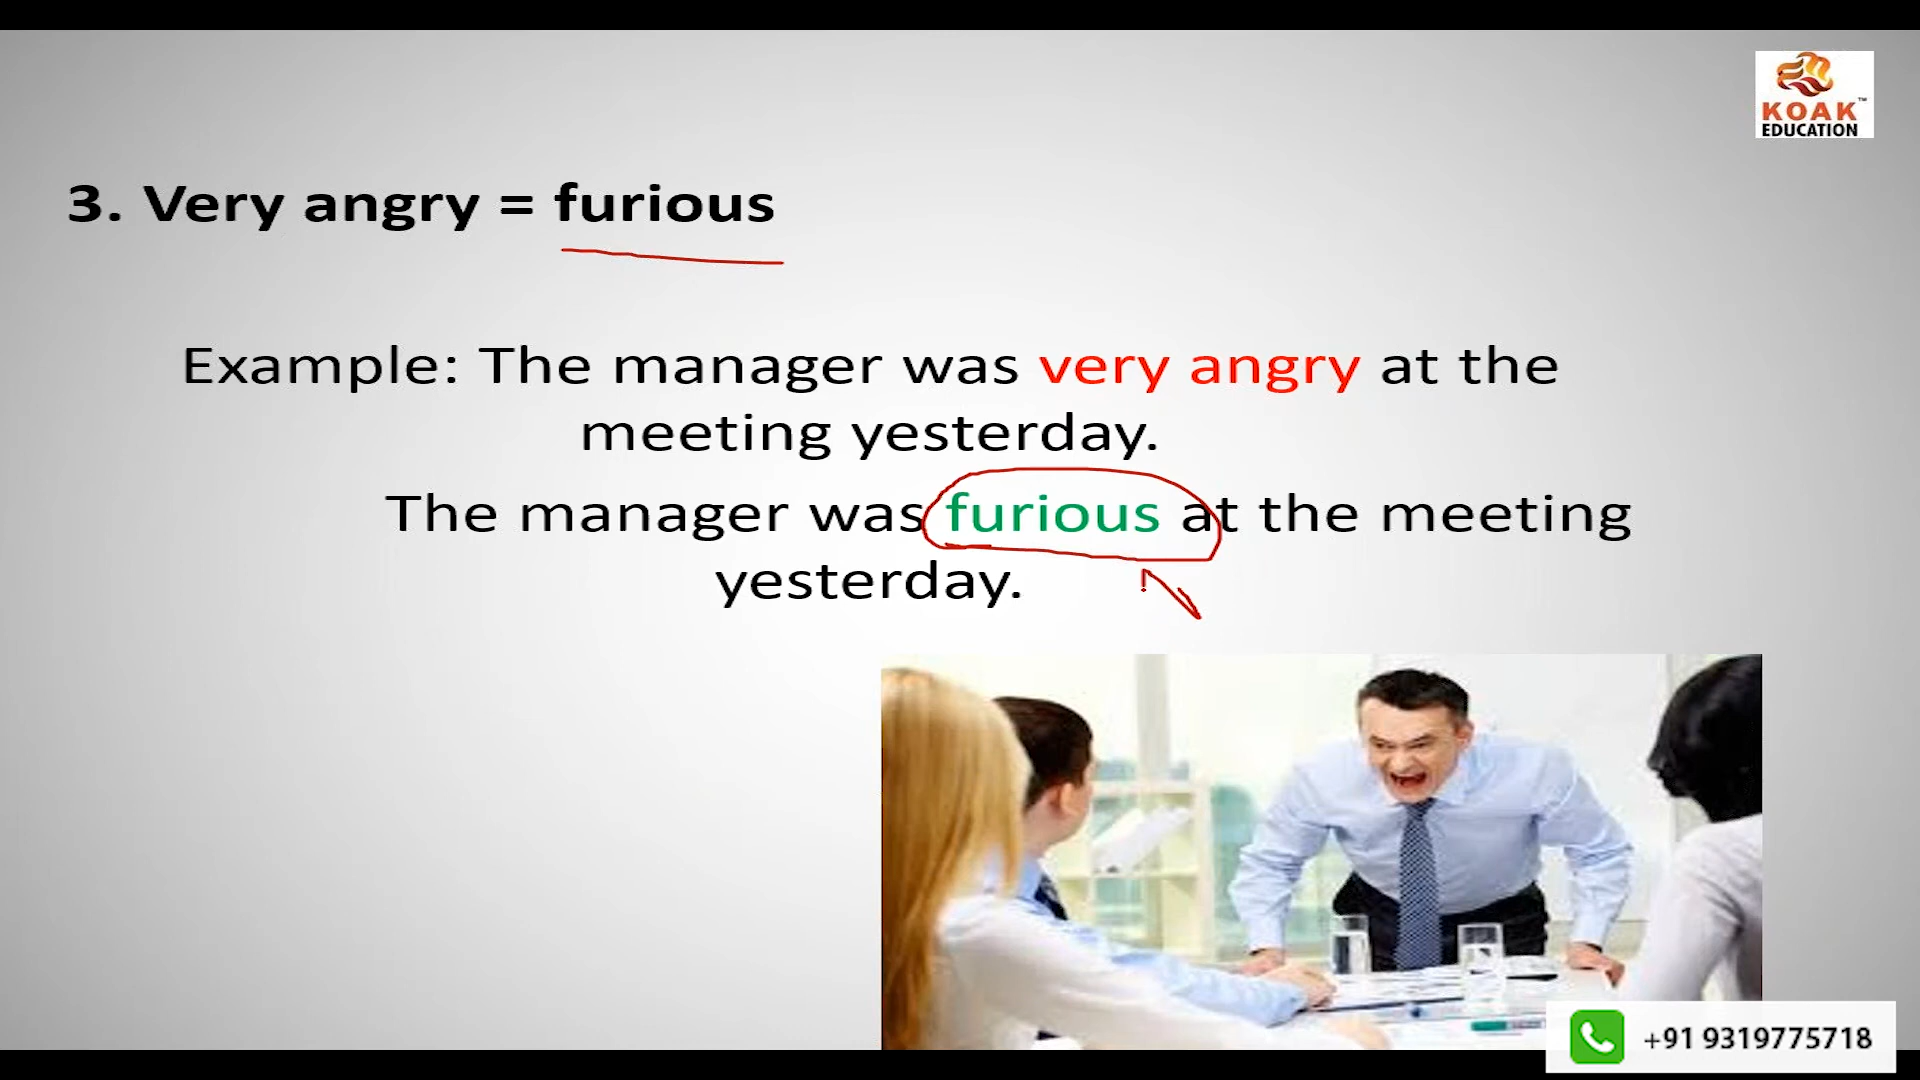 KOAK™
EDUCATION
3. Very angry = furious
Example: The manager was very angry at the
meeting yesterday.
The manager was furious at the meeting
yesterday.
+91 9319775718